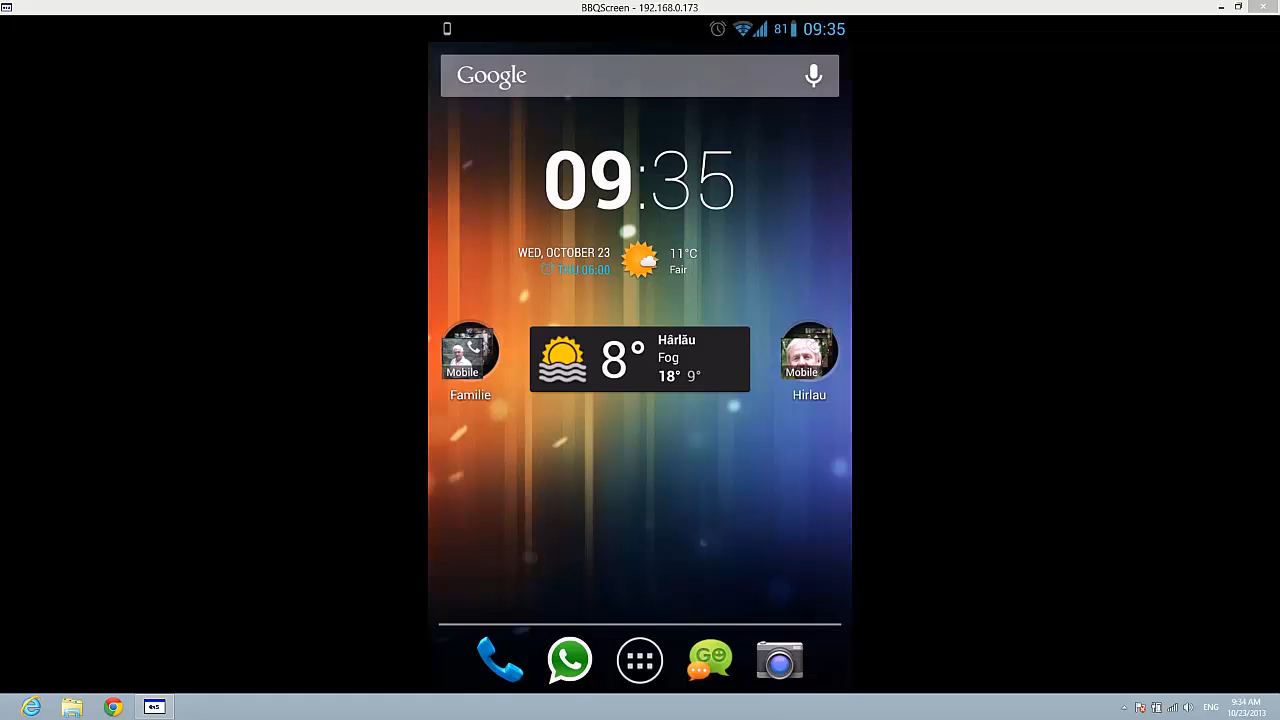 BBQScreen - 192.168.0.173
81 09:35
Google
09:35
WED, OCTOBER 23
THU 06:00
11°C
Fair
8°
Hârlău
Fog
18° 9°
Mobile
Familie
Mobile
Hirlau
GO
ENG
9:34 AM
10/23/2013